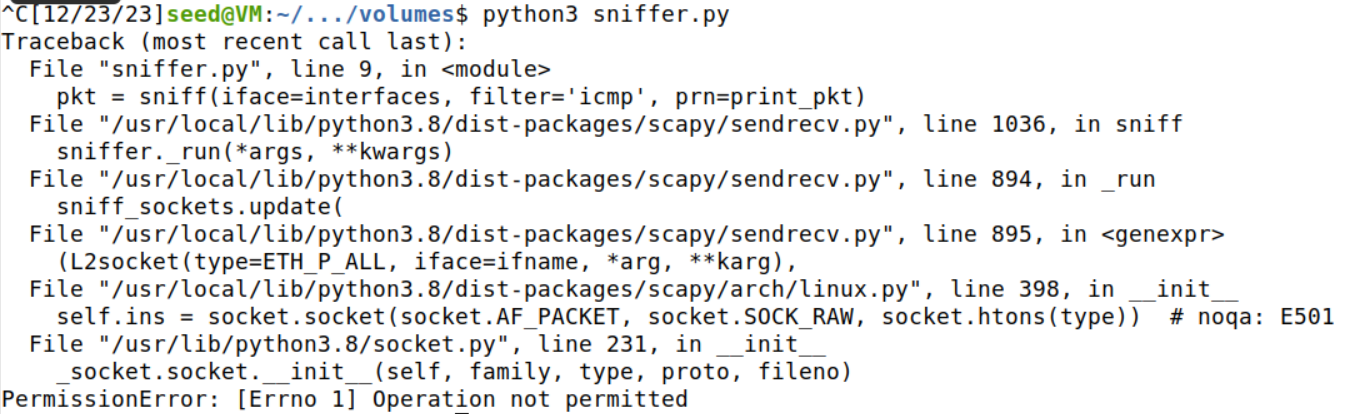 ^C[12/23/23]seed@VM:~/.../volumes$ python3 sniffer.py
Traceback (most recent call last):
  File "sniffer.py", line 9, in <module>
    pkt = sniff(iface=interfaces, filter='icmp', prn=print_pkt)
  File "/usr/local/lib/python3.8/dist-packages/scapy/sendrecv.py", line 1036, in sniff
    sniffer._run(*args, **kwargs)
  File "/usr/local/lib/python3.8/dist-packages/scapy/sendrecv.py", line 894, in _run
    sniff_sockets.update(
  File "/usr/local/lib/python3.8/dist-packages/scapy/sendrecv.py", line 895, in <genexpr>
    (L2socket(type=ETH_P_ALL, iface=ifname, *arg, **karg),
  File "/usr/local/lib/python3.8/dist-packages/scapy/arch/linux.py", line 398, in __init__
    self.ins = socket.socket(socket.AF_PACKET, socket.SOCK_RAW, socket.htons(type))  # noqa: E501
  File "/usr/lib/python3.8/socket.py", line 231, in __init__
    _socket.socket.__init__(self, family, type, proto, fileno)
PermissionError: [Errno 1] Operation not permitted